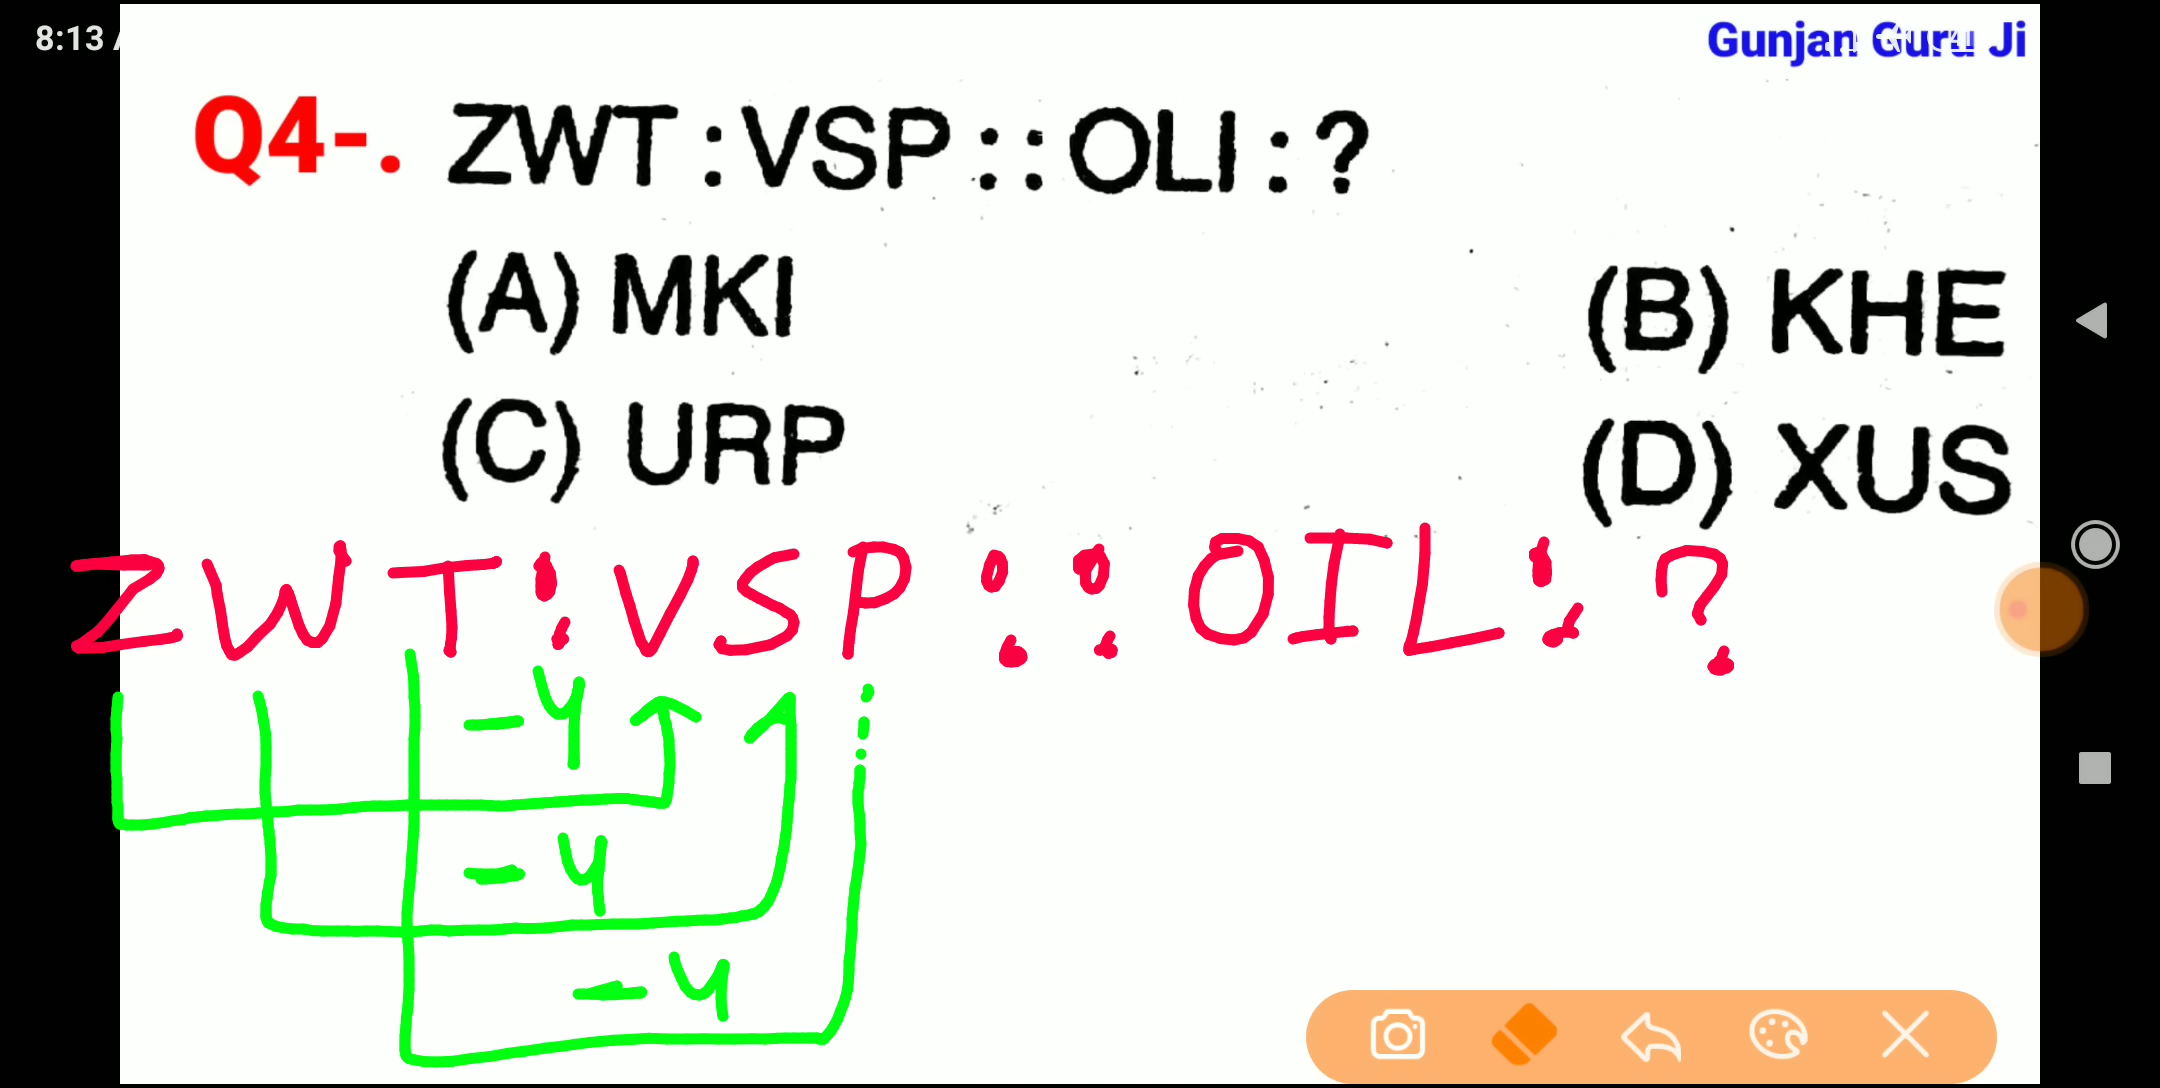 8:13
Gunjan Guru Ji
Q4-. ZWT : VSP : : OLI : ?
(A) MKI
(B) KHE
(C) URP
(D) XUS
ZWT : VSP : : OIL : ?
-4
-4
-4